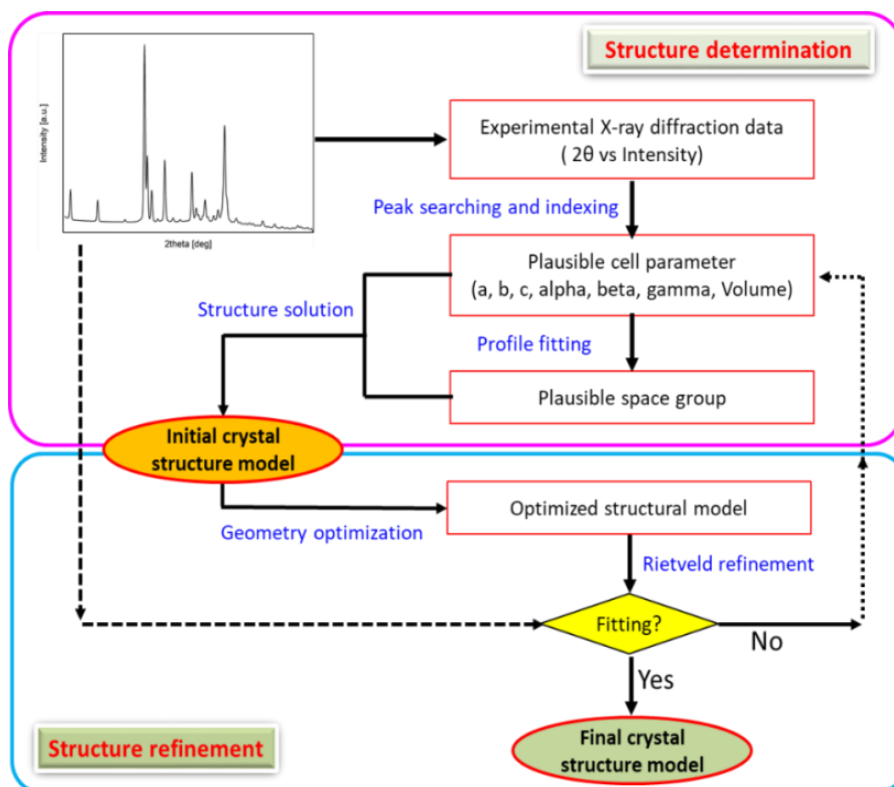 Structure determination
Intensity [a.u.]
2theta [deg]
Experimental X-ray diffraction data
( 2θ vs Intensity)
Peak searching and indexing
Plausible cell parameter
(a, b, c, alpha, beta, gamma, Volume)
Structure solution
Profile fitting
Plausible space group
Initial crystal
structure model
Optimized structural model
Geometry optimization
Rietveld refinement
Fitting?
No
Yes
Structure refinement
Final crystal
structure model